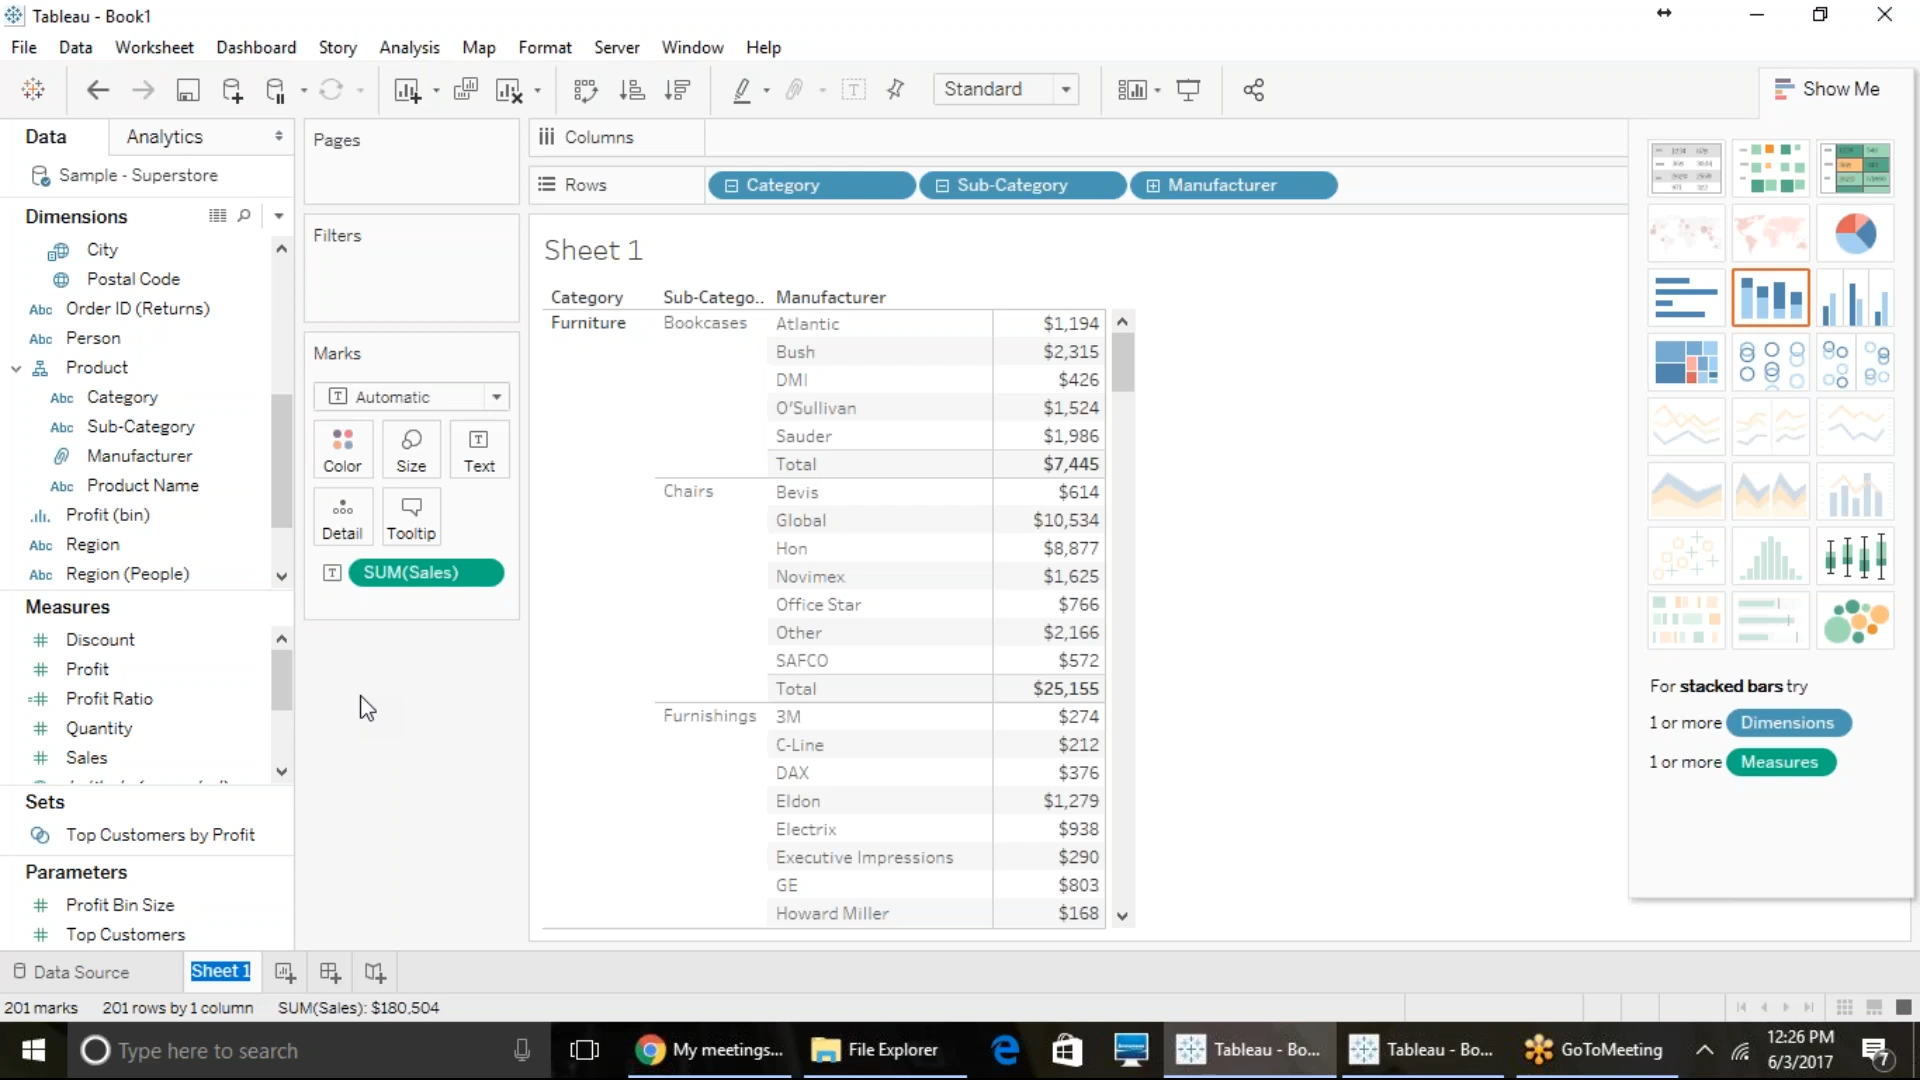 Tableau - Book1
File Data Worksheet Dashboard Story Analysis Map Format Server Window Help
Standard
Show Me
Data
Analytics
Sample - Superstore
Dimensions
City
Postal Code
Abc Order ID (Returns)
Abc Person
Product
Abc Category
Abc Sub-Category
Manufacturer
Abc Product Name
Profit (bin)
Abc Region
Abc Region (People)
Measures
Discount
Profit
Profit Ratio
Quantity
Sales
Sets
Top Customers by Profit
Parameters
Profit Bin Size
Top Customers
Pages
Filters
Marks
Automatic
Color Size Text
Detail Tooltip
SUM(Sales)
Columns
Rows Category Sub-Category Manufacturer
Sheet 1
Category Sub-Catego.. Manufacturer
Furniture Bookcases Atlantic $1,194
Bush $2,315
DMI $426
O'Sullivan $1,524
Sauder $1,986
Total $7,445
Chairs Bevis $614
Global $10,534
Hon $8,877
Novimex $1,625
Office Star $766
Other $2,166
SAFCO $572
Total $25,155
Furnishings 3M $274
C-Line $212
DAX $376
Eldon $1,279
Electrix $938
Executive Impressions $290
GE $803
Howard Miller $168
For stacked bars try
1 or more Dimensions
1 or more Measures
Data Source Sheet 1
201 marks 201 rows by 1 column SUM(Sales): $180,504
Type here to search
My meetings...
File Explorer
Tableau - Bo...
Tableau - Bo...
GoToMeeting
12:26 PM
6/3/2017
7